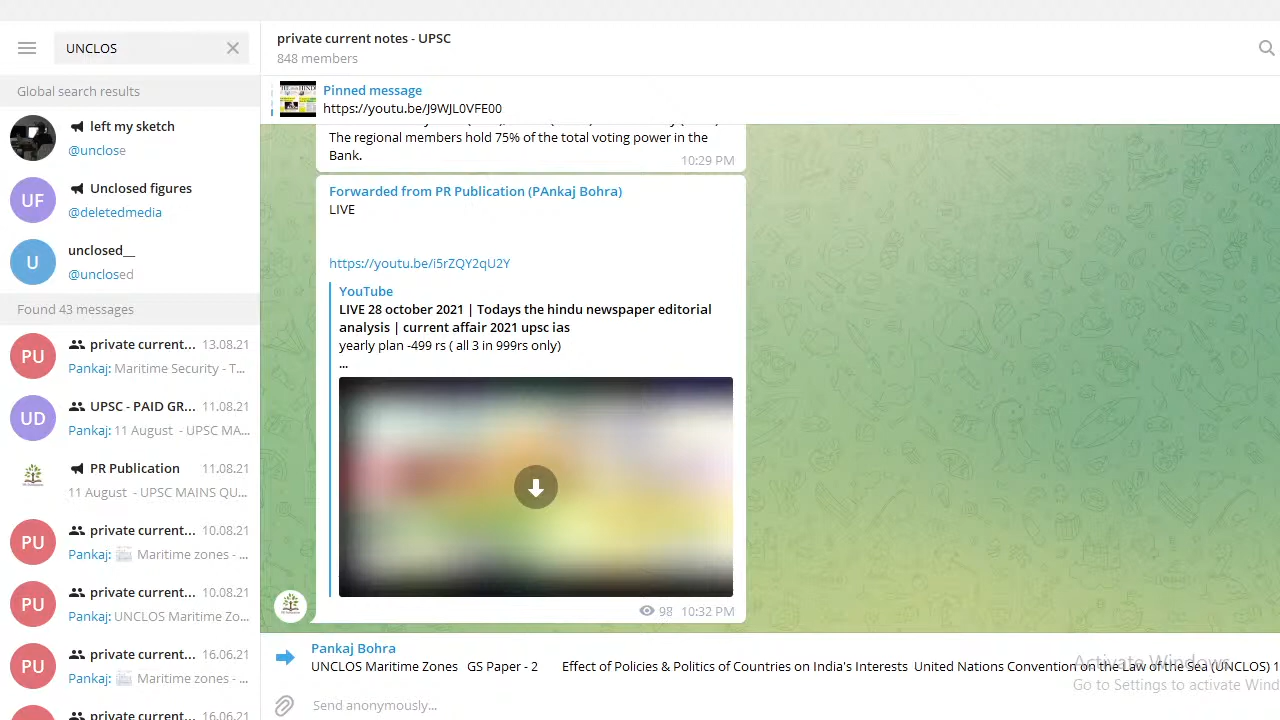 UNCLOS
Global search results
left my sketch
@unclose
UF
Unclosed figures
@deletedmedia
U
unclosed__
@unclosed
Found 43 messages
PU
private current... 13.08.21
Pankaj: Maritime Security - T...
UD
UPSC - PAID GR... 11.08.21
Pankaj: 11 August - UPSC MA...
PR Publication 11.08.21
11 August - UPSC MAINS QU...
PU
private current... 10.08.21
Pankaj: Maritime zones - ...
PU
private current... 10.08.21
Pankaj: UNCLOS Maritime Zo...
PU
private current... 16.06.21
Pankaj: Maritime zones - ...
private current... 16.06.21
private current notes - UPSC
848 members
Pinned message
https://youtu.be/J9WJL0VFE00
The regional members hold 75% of the total voting power in the
Bank.
10:29 PM
Forwarded from PR Publication (PAnkaj Bohra)
LIVE
https://youtu.be/i5rZQY2qU2Y
YouTube
LIVE 28 october 2021 | Todays the hindu newspaper editorial
analysis | current affair 2021 upsc ias
yearly plan -499 rs ( all 3 in 999rs only)
...
98 10:32 PM
Pankaj Bohra
UNCLOS Maritime Zones GS Paper - 2 Effect of Policies & Politics of Countries on India's Interests United Nations Convention on the Law of the Sea (UNCLOS) 1
Activate Windows
Go to Settings to activate Wind
Send anonymously...